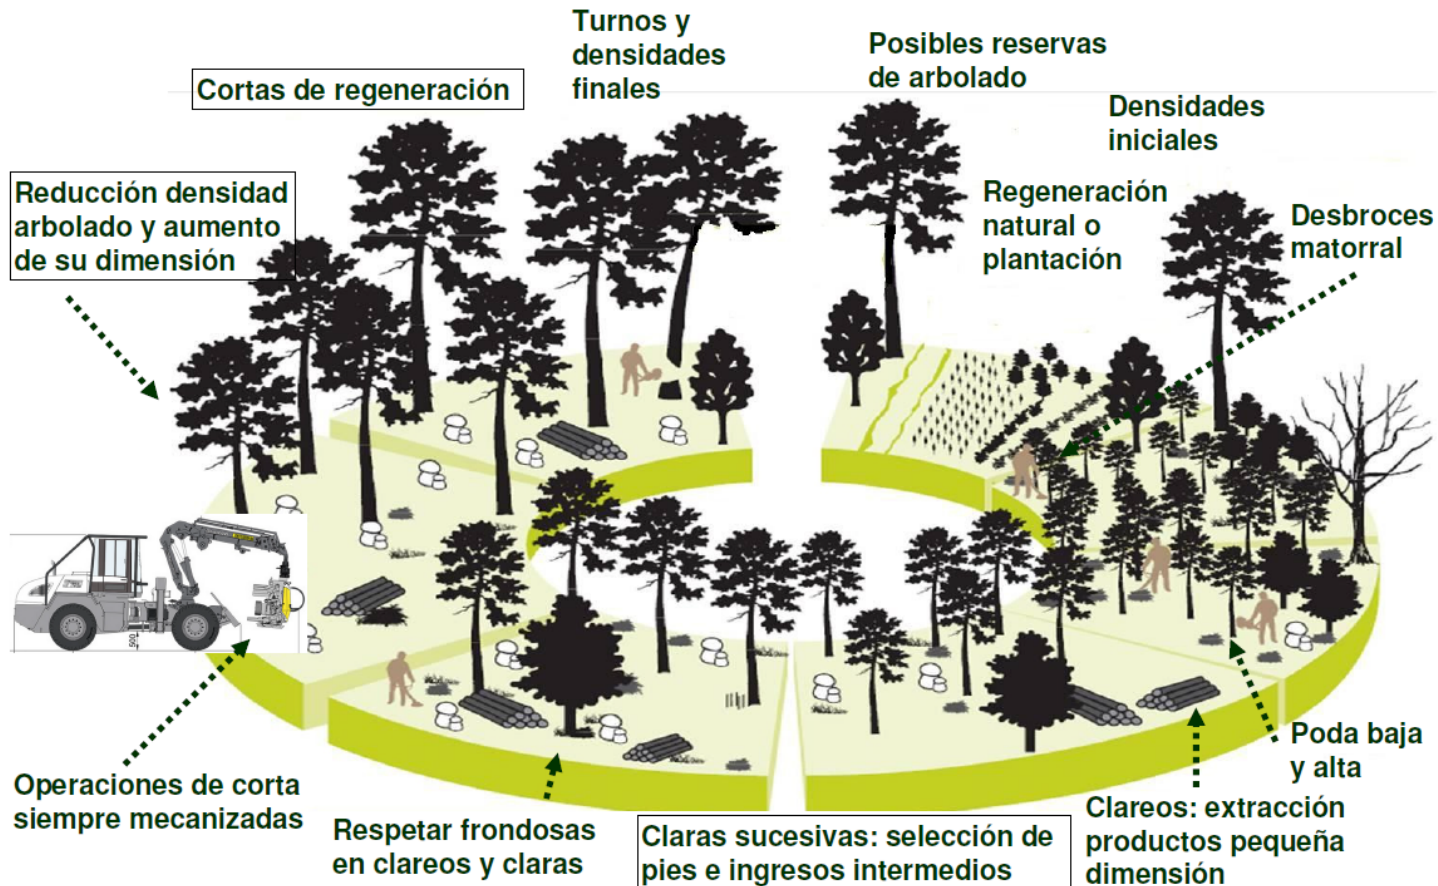 Turnos y
densidades
finales
Posibles reservas
de arbolado
Cortas de regeneración
Densidades
iniciales
Reducción densidad
arbolado y aumento
de su dimensión
Regeneración
natural o
plantación
Desbroces
matorral
500
Operaciones de corta
siempre mecanizadas
Respetar frondosas
en clareos y claras
Claras sucesivas: selección de
pies e ingresos intermedios
Clareos: extracción
productos pequeña
dimensión
Poda baja
y alta